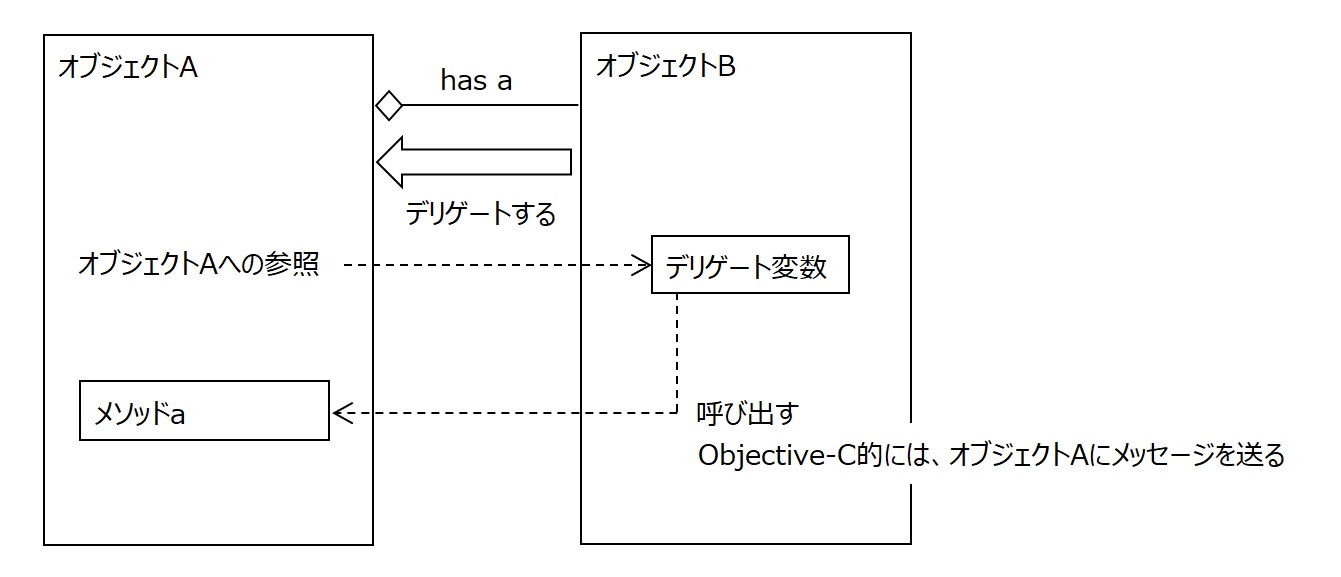 オブジェクトA
has a
オブジェクトB
デリゲートする
オブジェクトAへの参照
デリゲート変数
メソッドa
呼び出す
Objective-C的には、オブジェクトAにメッセージを送る